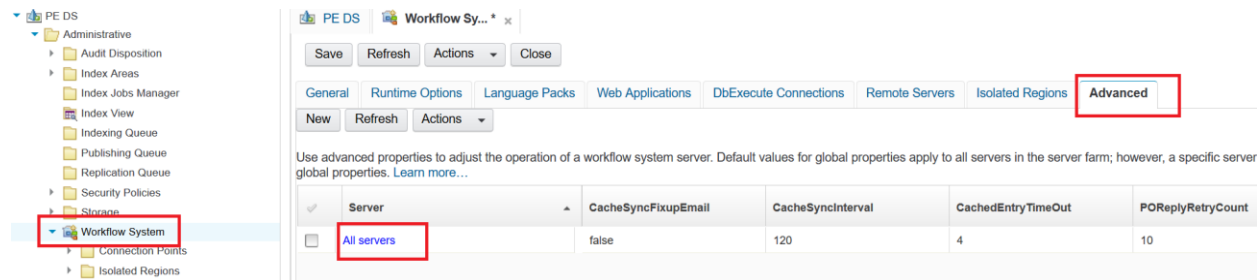 PE DS
Administrative
Audit Disposition
Index Areas
Index Jobs Manager
Index View
Indexing Queue
Publishing Queue
Replication Queue
Security Policies
Storage
Workflow System
Connection Points
Isolated Regions
PE DS Workflow Sy... *
Save Refresh Actions Close
General Runtime Options Language Packs Web Applications DbExecute Connections Remote Servers Isolated Regions Advanced
New Refresh Actions
Use advanced properties to adjust the operation of a workflow system server. Default values for global properties apply to all servers in the server farm; however, a specific server
global properties. Learn more...
Server CacheSyncFixupEmail CacheSyncInterval CachedEntryTimeOut POReplyRetryCount
All servers false 120 4 10